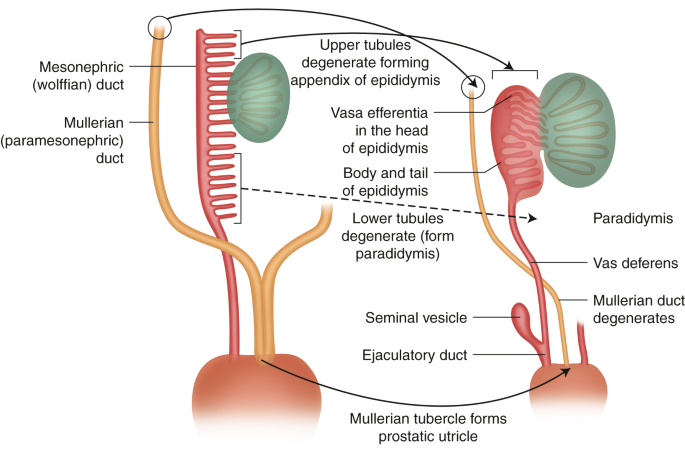 Mesonephric
(wolffian) duct
Mullerian
(paramesonephric)
duct
Upper tubules
degenerate forming
appendix of epididymis
Vasa efferentia
in the head
of epididymis
Body and tail
of epididymis
Lower tubules
degenerate (form
paradidymis)
Paradidymis
Vas deferens
Mullerian duct
degenerates
Seminal vesicle
Ejaculatory duct
Mullerian tubercle forms
prostatic utricle